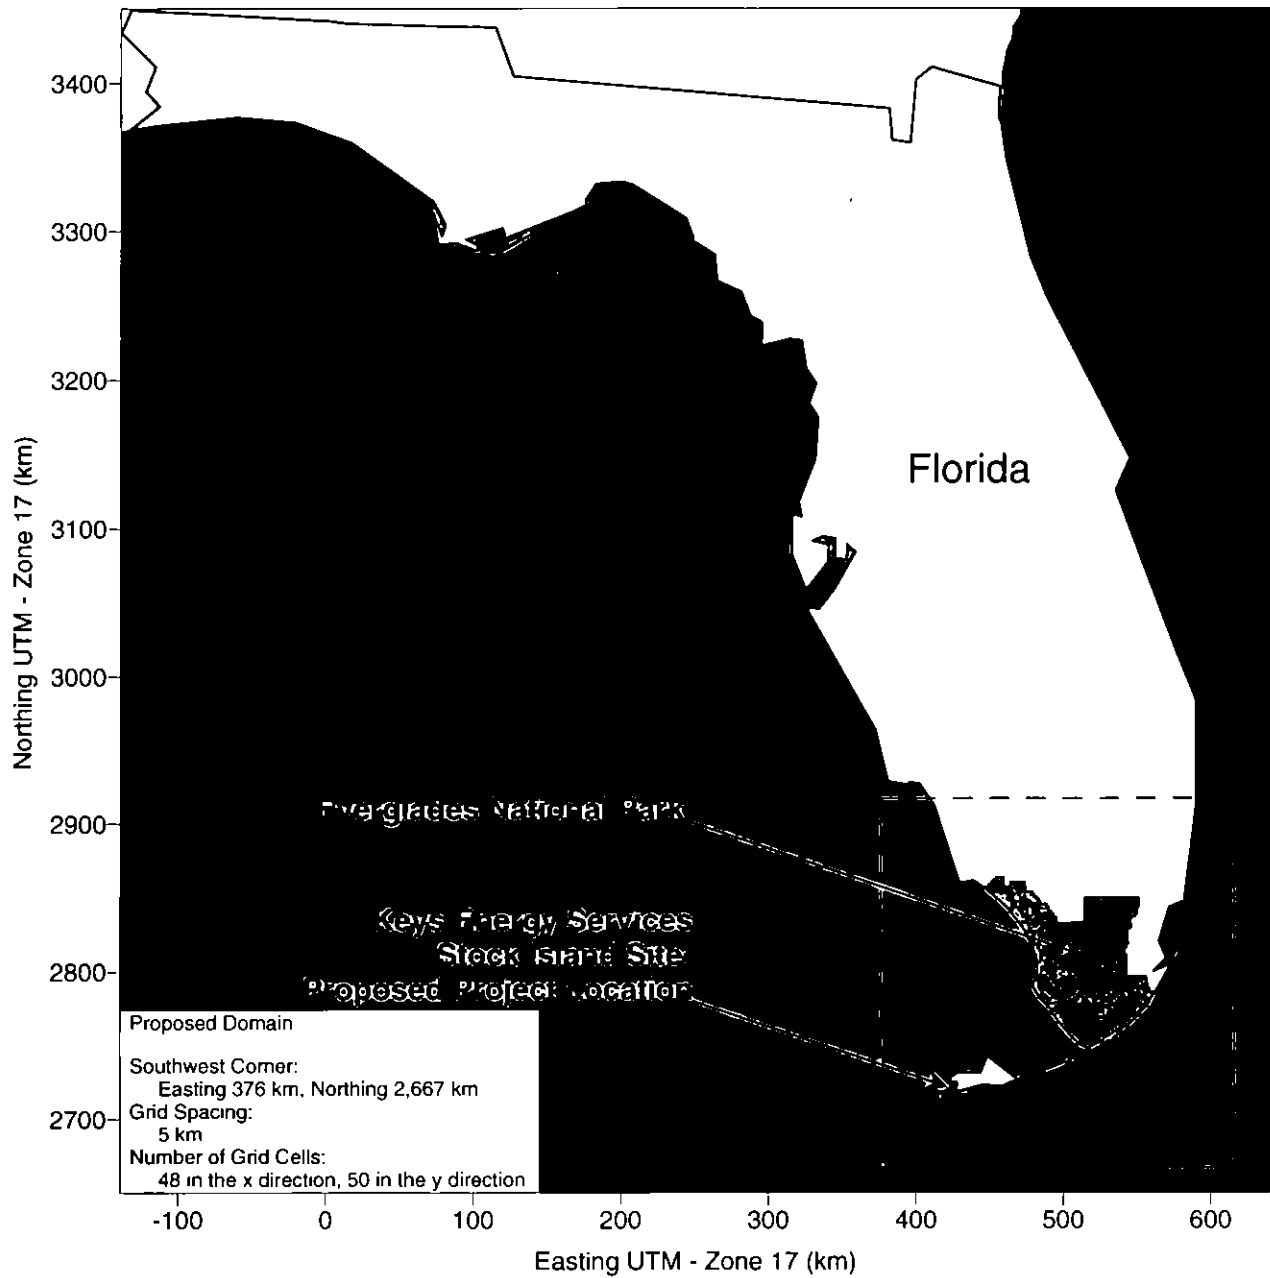 3400
3300
3200
Florida
3100
3000
2900
2800
2700
Northing UTM - Zone 17 (km)
Everglades National Park
Keys Energy Services
Stock Island Site
Proposed Project Location
Proposed Domain
Southwest Corner:
Easting 376 km, Northing 2,667 km
Grid Spacing:
5 km
Number of Grid Cells:
48 in the x direction, 50 in the y direction
-100 0 100 200 300 400 500 600
Easting UTM - Zone 17 (km)